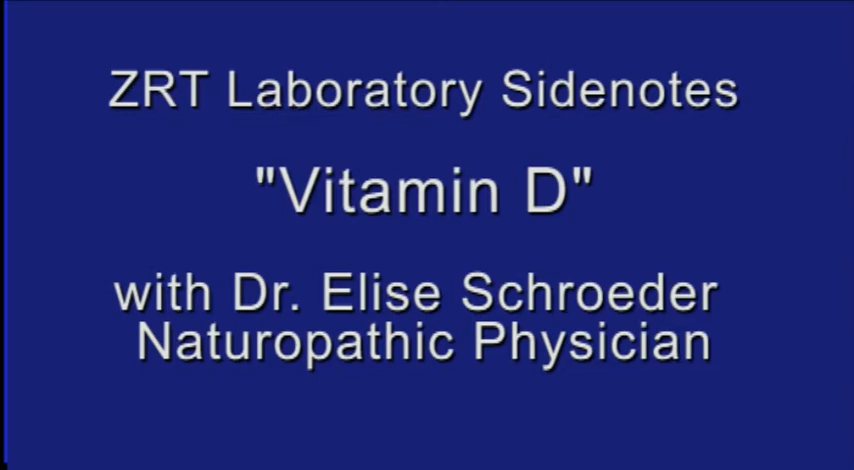 ZRT Laboratory Sidenotes
"Vitamin D"
with Dr. Elise Schroeder
Naturopathic Physician